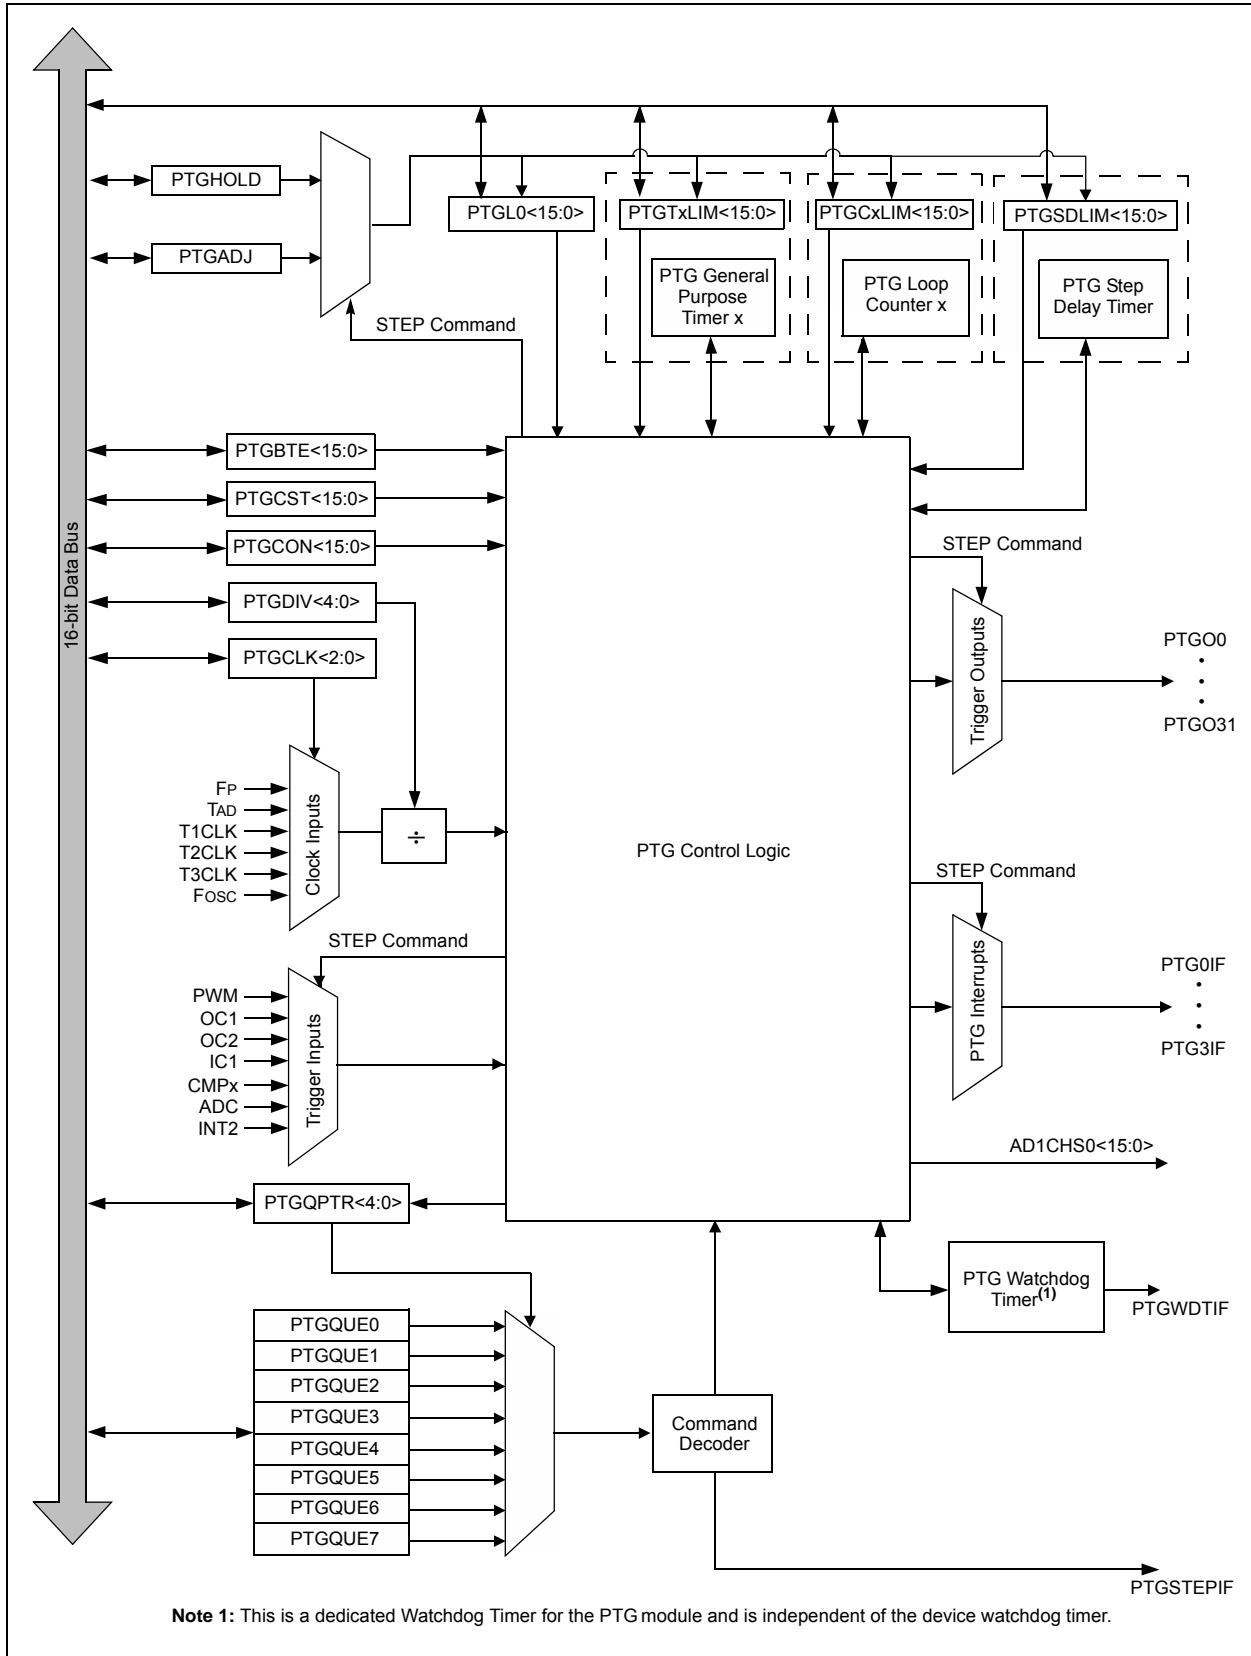 16-bit Data Bus
PTGHOLD
PTGADJ
STEP Command
PTGL0<15:0>
PTGTxLIM<15:0>
PTGCxLIM<15:0>
PTGSDLIM<15:0>
PTG General
Purpose
Timer x
PTG Loop
Counter x
PTG Step
Delay Timer
PTGBTE<15:0>
PTGCST<15:0>
PTGCON<15:0>
PTGDIV<4:0>
PTGCLK<2:0>
FP
TAD
T1CLK
T2CLK
T3CLK
FOSC
Clock Inputs
÷
PTG Control Logic
STEP Command
Trigger Outputs
PTGO0
•
•
•
PTGO31
STEP Command
PWM
OC1
OC2
IC1
CMPx
ADC
INT2
Trigger Inputs
STEP Command
PTG Interrupts
PTG0IF
•
•
•
PTG3IF
AD1CHS0<15:0>
PTGQPTR<4:0>
PTG Watchdog
Timer(1)
PTGWDTIF
PTGQUE0
PTGQUE1
PTGQUE2
PTGQUE3
PTGQUE4
PTGQUE5
PTGQUE6
PTGQUE7
Command
Decoder
PTGSTEPIF
Note 1: This is a dedicated Watchdog Timer for the PTG module and is independent of the device watchdog timer.